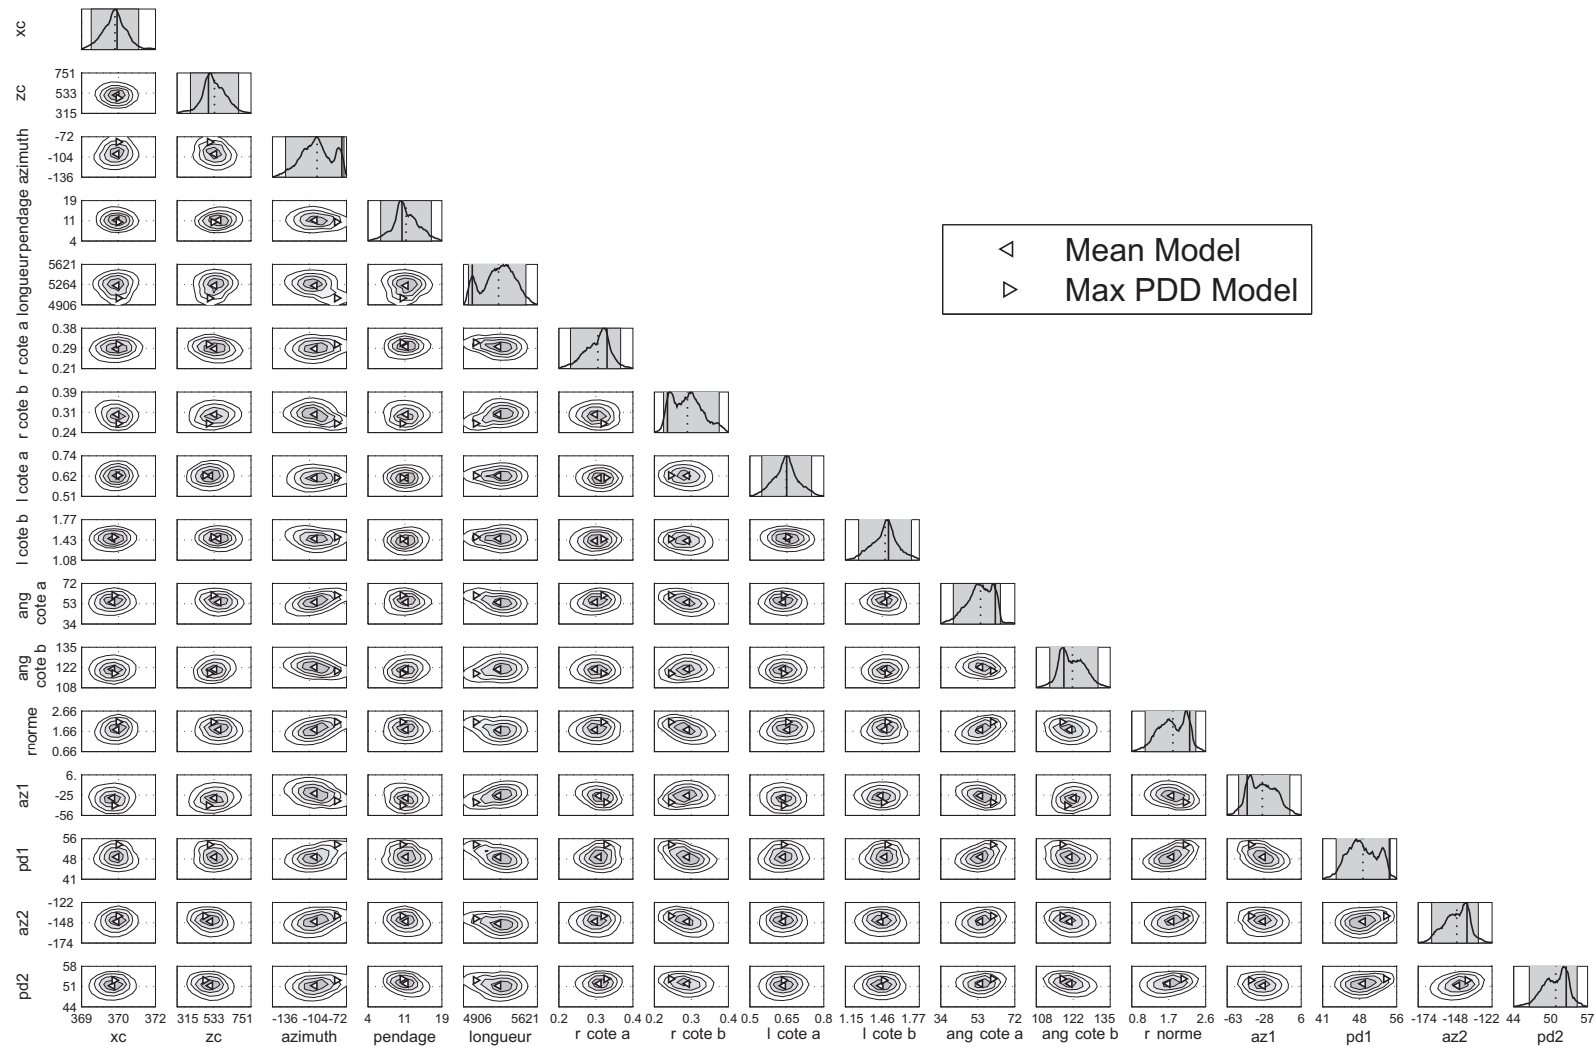 xc
zc 751 533 315
azimuth -72 -104 -136
pendage 19 11 4
longueur 5621 5264 4906
r cote a 0.38 0.29 0.21
r cote b 0.39 0.31 0.24
l cote a 0.74 0.62 0.51
l cote b 1.77 1.43 1.08
ang
cote a 72 53 34
ang
cote b 135 122 108
rnorme 2.66 1.66 0.66
az1 6. -25 -56
pd1 56 48 41
az2 -122 -148 -174
pd2 58 51 44
Mean Model
Max PDD Model
369 370 372 315 533 751 -136 -104 -72 4 11 19 4906 5621 0.2 0.3 0.4 0.2 0.3 0.4 0.5 0.65 0.8 1.15 1.46 1.77 34 53 72 108 122 135 0.8 1.7 2.6 -63 -28 6 41 48 56 -174 -148 -122 44 50 57
xc zc azimuth pendage longueur r cote a r cote b l cote a l cote b ang cote a ang cote b r norme az1 pd1 az2 pd2